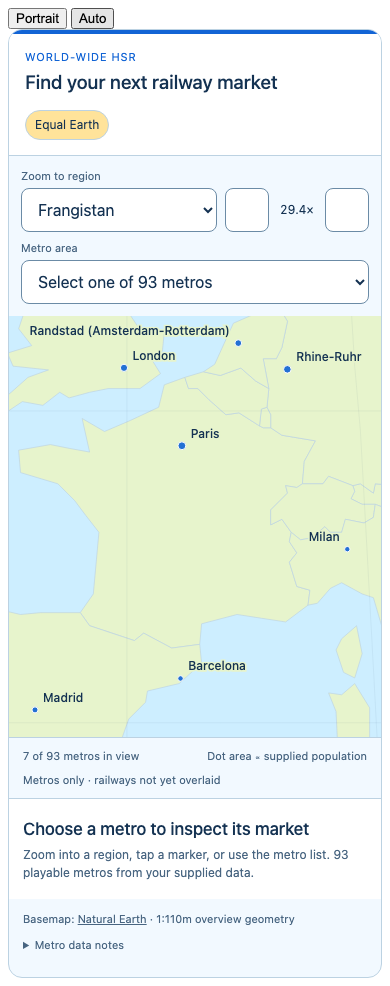 Portrait Auto
WORLD-WIDE HSR
Find your next railway market
Equal Earth
Zoom to region
Frangistan 29.4×
Metro area
Select one of 93 metros
Randstad (Amsterdam-Rotterdam)
London
Rhine-Ruhr
Paris
Milan
Barcelona
Madrid
7 of 93 metros in view Dot area = supplied population
Metros only · railways not yet overlaid
Choose a metro to inspect its market
Zoom into a region, tap a marker, or use the metro list. 93
playable metros from your supplied data.
Basemap: Natural Earth · 1:110m overview geometry
Metro data notes